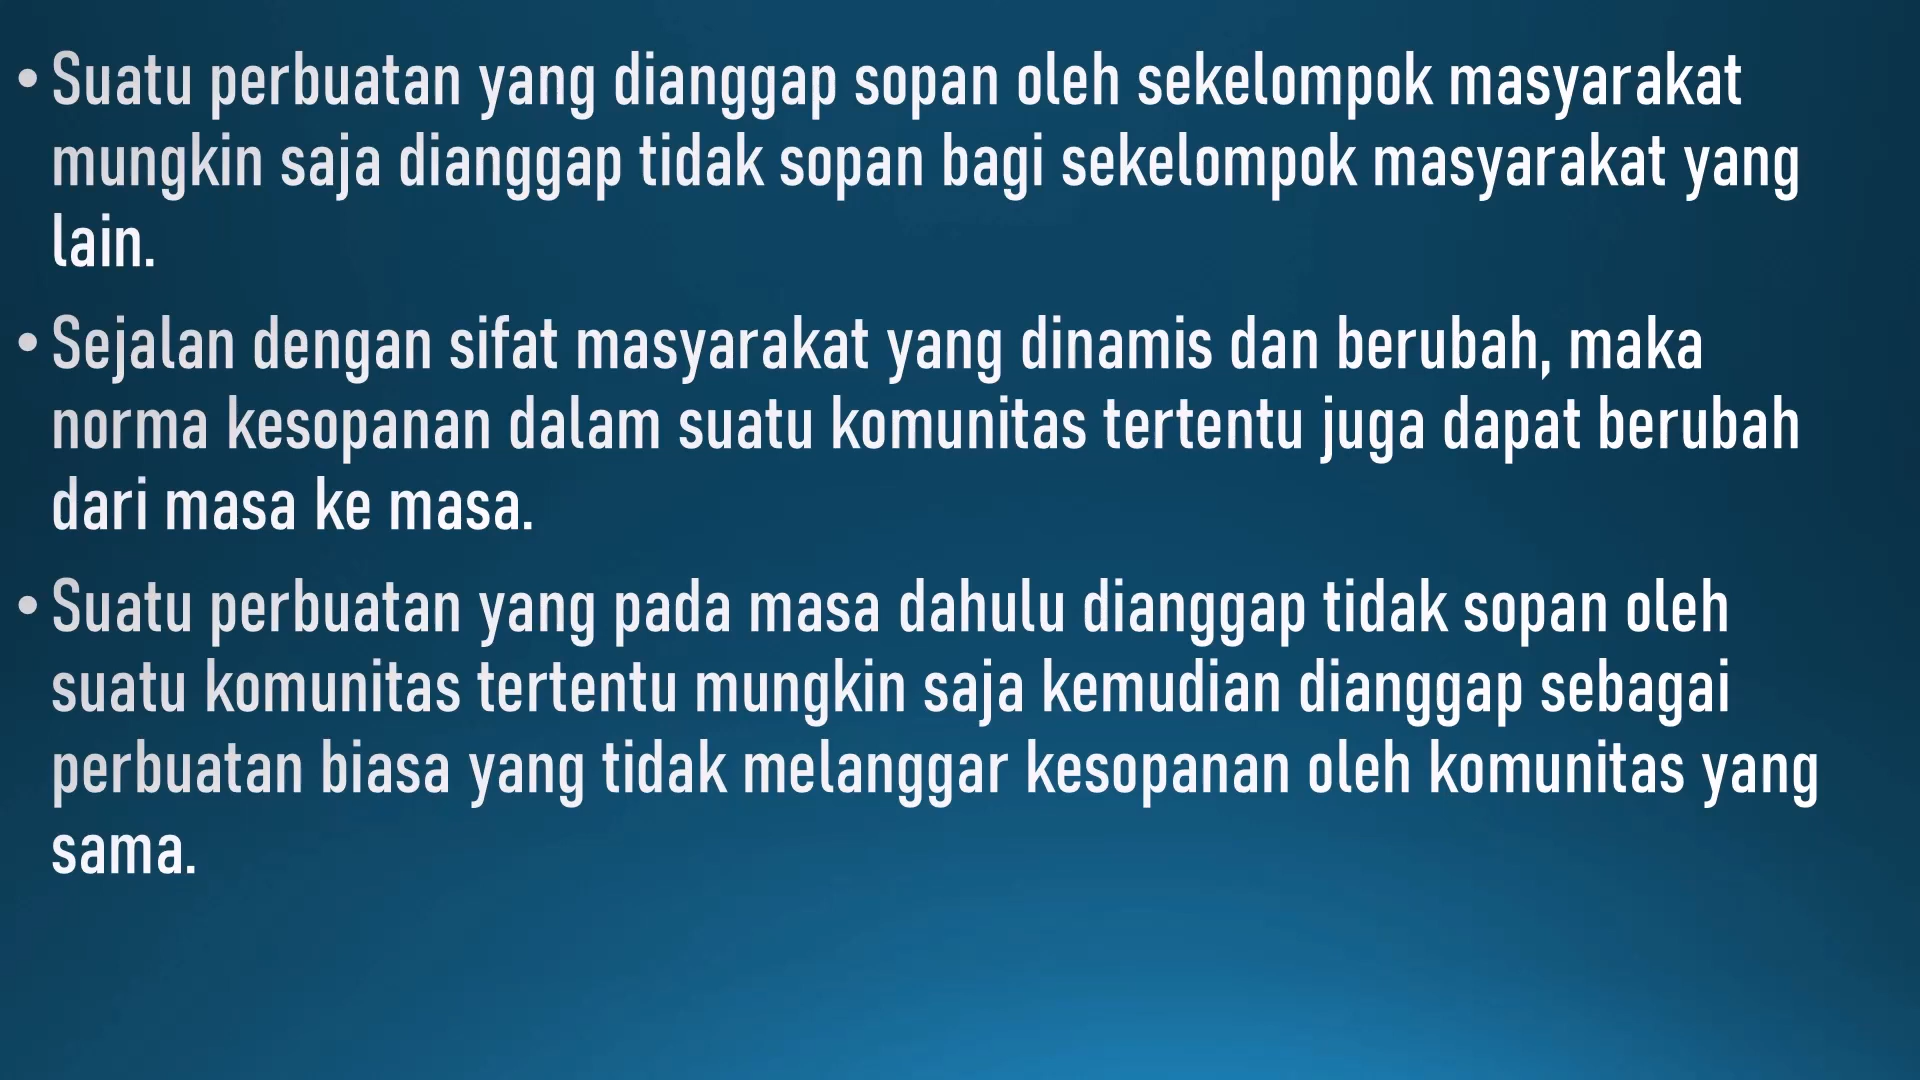 • Suatu perbuatan yang dianggap sopan oleh sekelompok masyarakat
mungkin saja dianggap tidak sopan bagi sekelompok masyarakat yang
lain.
• Sejalan dengan sifat masyarakat yang dinamis dan berubah, maka
norma kesopanan dalam suatu komunitas tertentu juga dapat berubah
dari masa ke masa.
• Suatu perbuatan yang pada masa dahulu dianggap tidak sopan oleh
suatu komunitas tertentu mungkin saja kemudian dianggap sebagai
perbuatan biasa yang tidak melanggar kesopanan oleh komunitas yang
sama.